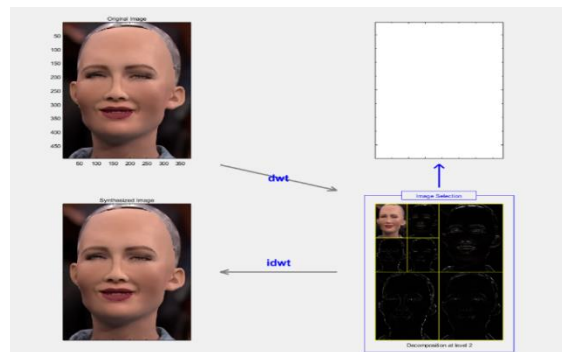 Original Image
50
100
150
200
250
300
350
400
450
50 100 150 200 250 300 350
dwt
Image Selection
Synthesized Image
idwt
Decomposition at level 2